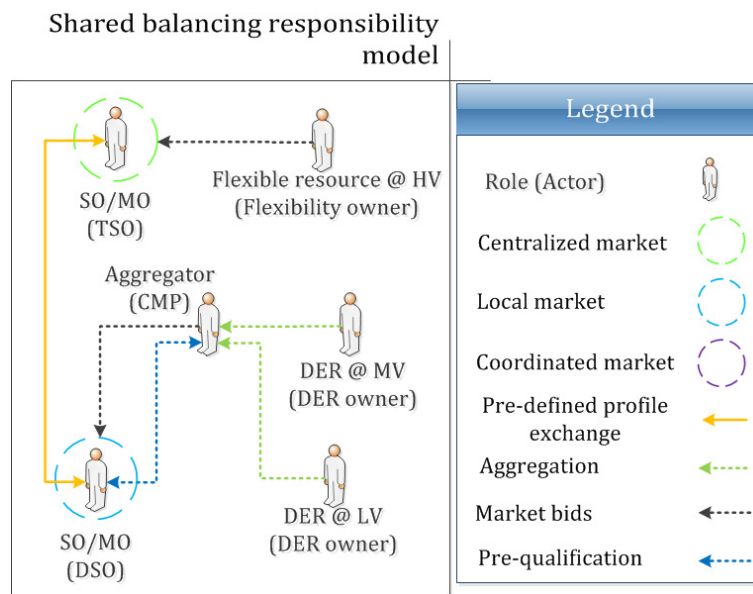 Shared balancing responsibility
model
SO/MO
(TSO)
Flexible resource @ HV
(Flexibility owner)
Aggregator
(CMP)
DER @ MV
(DER owner)
DER @ LV
(DER owner)
SO/MO
(DSO)
Legend
Role (Actor)
Centralized market
Local market
Coordinated market
Pre-defined profile
exchange
Aggregation
Market bids
Pre-qualification